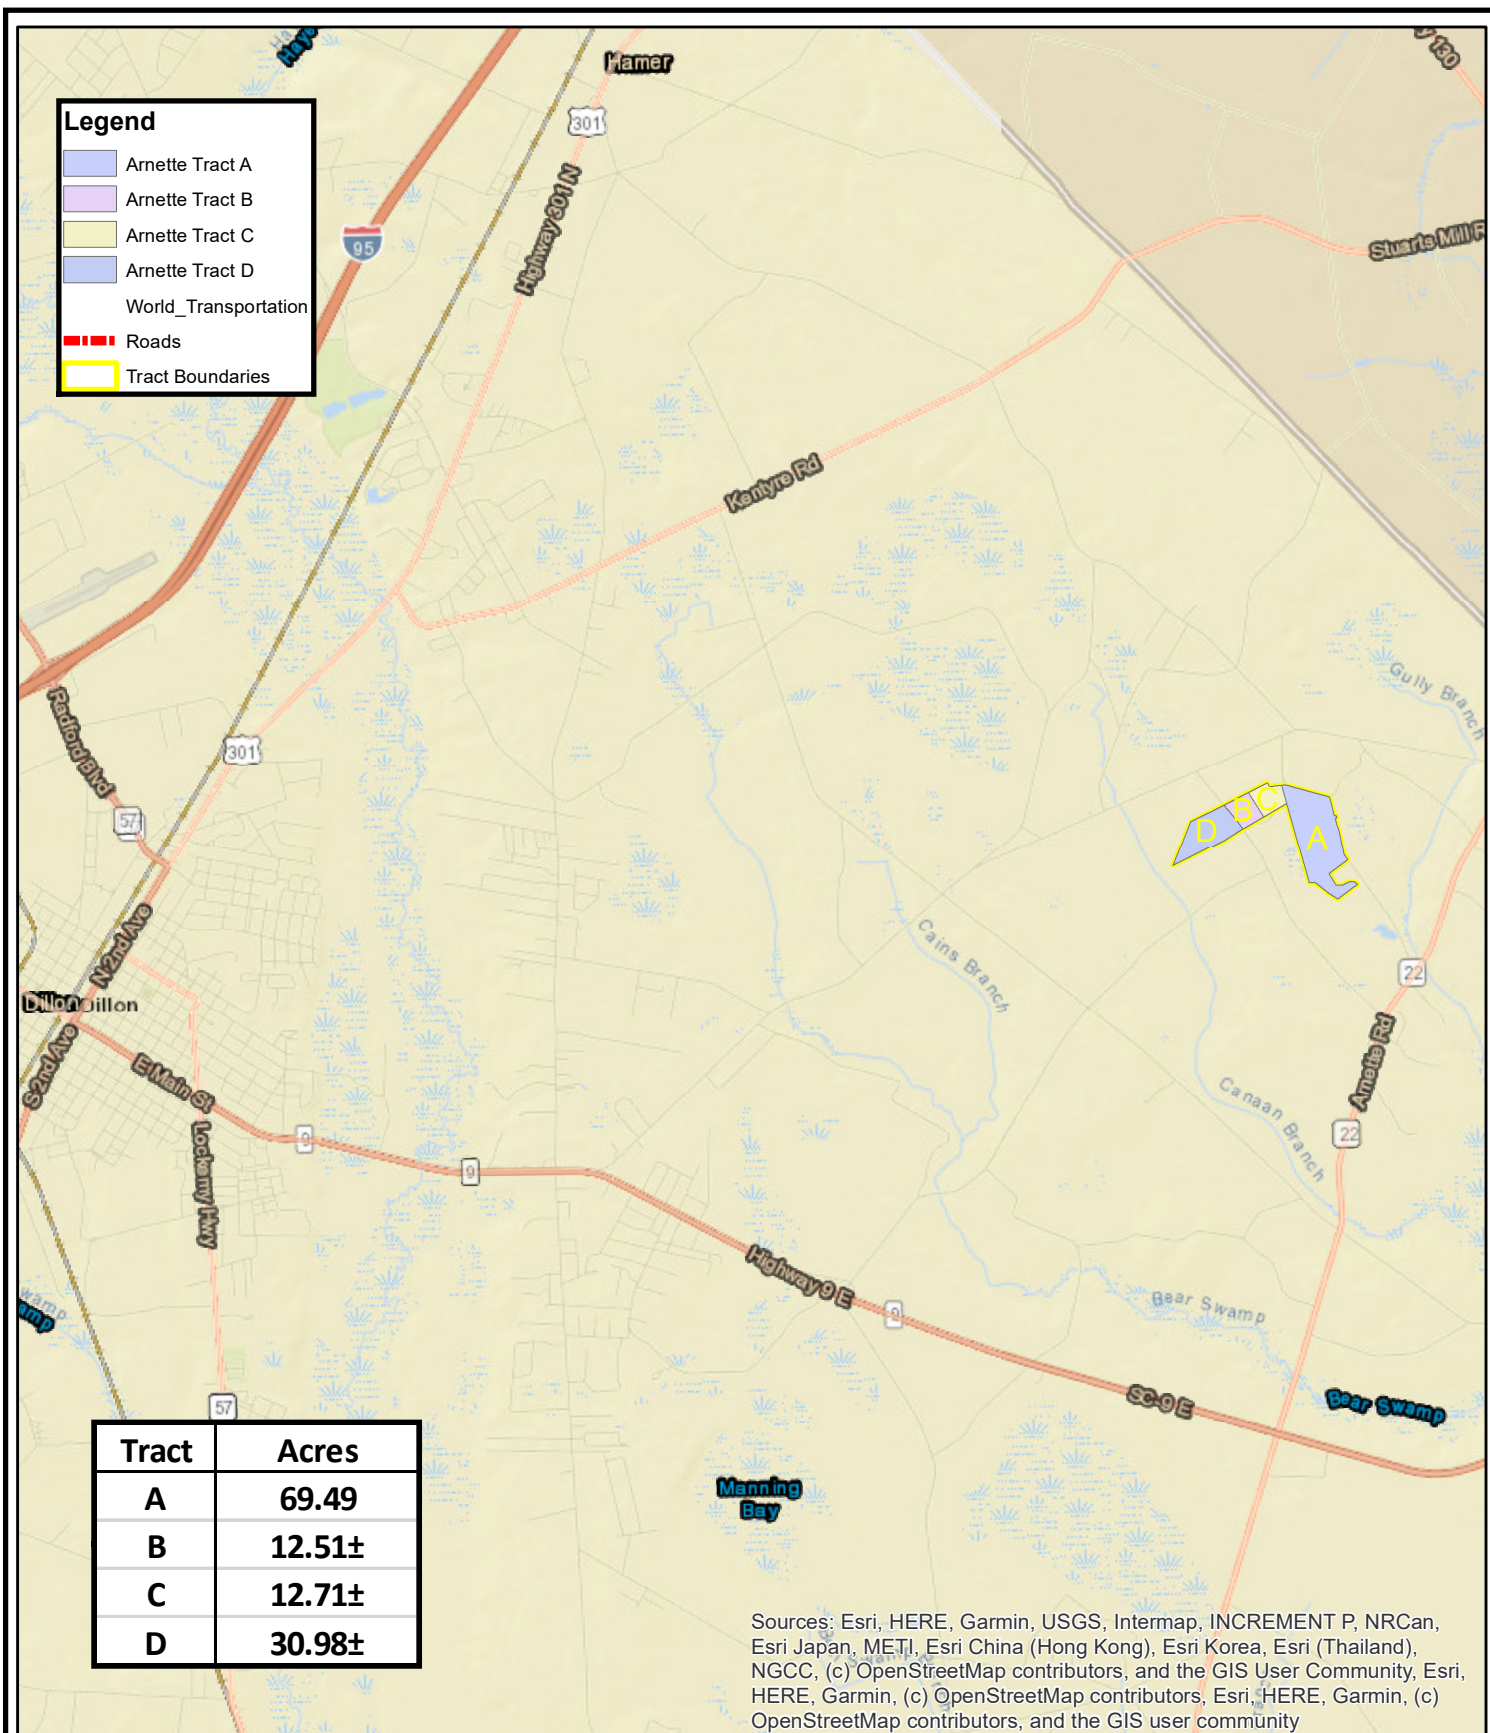 Hamer
130
Legend
Arnette Tract A
Arnette Tract B
Arnette Tract C
Arnette Tract D
World_Transportation
Roads
Tract Boundaries
301
95
Highway 301 N
Stuarts Mill R
Kentyre Rd
Gully Branch
Radford Blvd
301
57
D
B
C
A
N 2nd Ave
Cains Branch
22
Dillon
Dillon
S 2nd Ave
E Main St
Arnette Rd
Canaan Branch
22
9
9
Lockemy Hwy
Highway 9 E
Bear Swamp
9
wamp
amp
SC-9 E
Bear Swamp
57
Manning
Bay
Tract Acres
A 69.49
B 12.51±
C 12.71±
D 30.98±
Sources: Esri, HERE, Garmin, USGS, Intermap, INCREMENT P, NRCan,
Esri Japan, METI, Esri China (Hong Kong), Esri Korea, Esri (Thailand),
NGCC, (c) OpenStreetMap contributors, and the GIS User Community, Esri,
HERE, Garmin, (c) OpenStreetMap contributors, Esri, HERE, Garmin, (c)
OpenStreetMap contributors, and the GIS user community